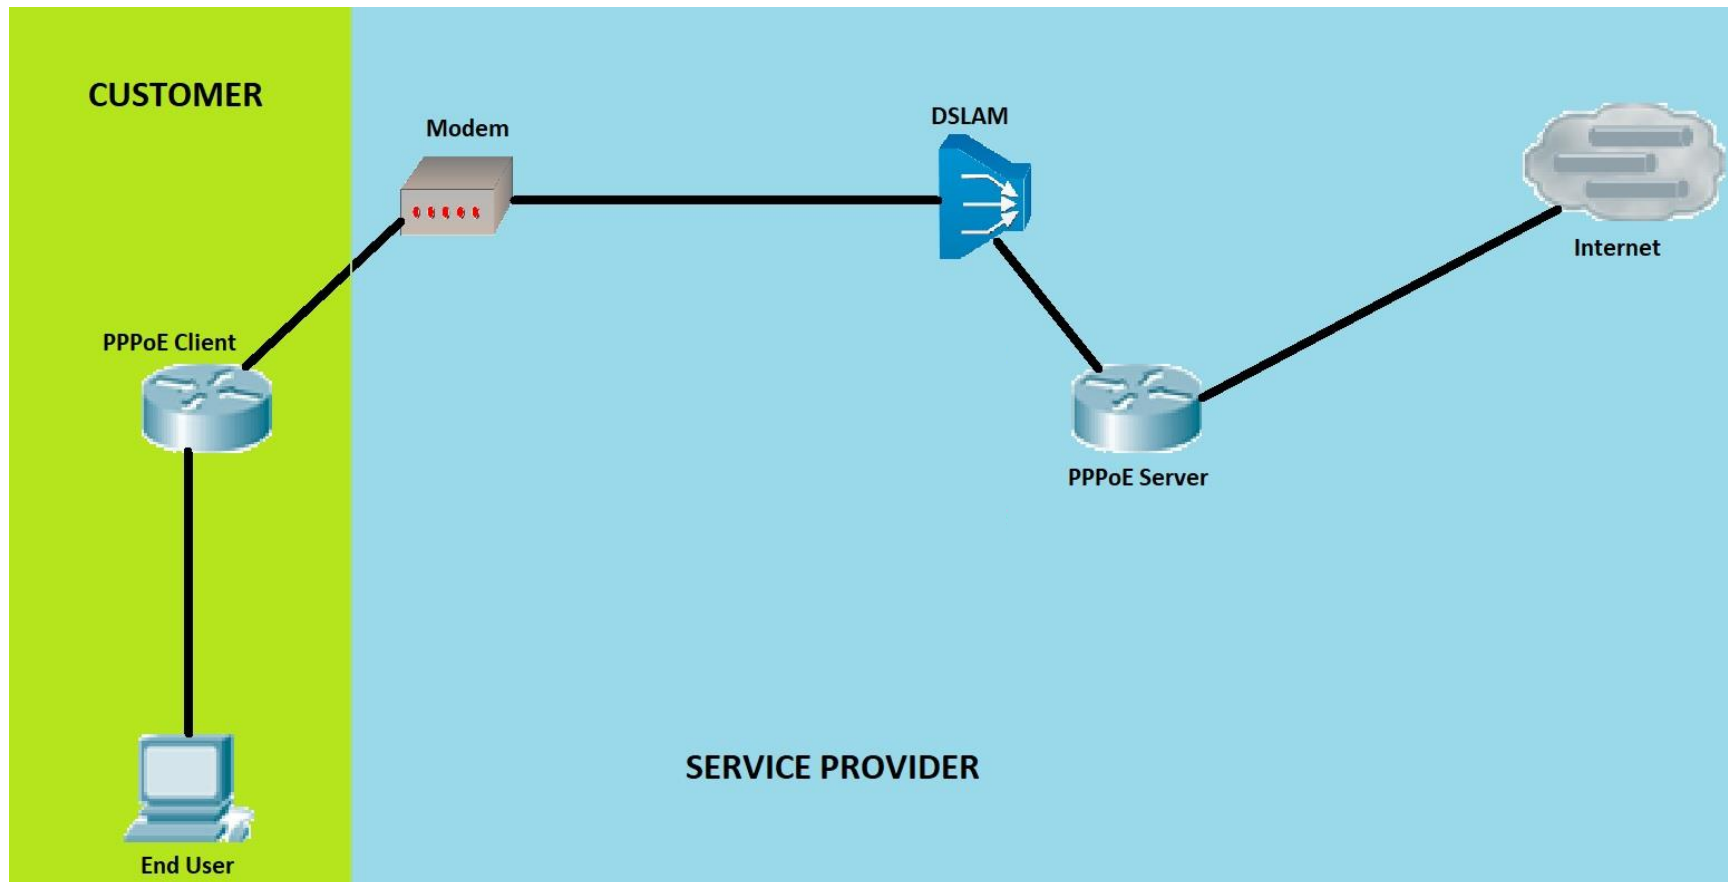 CUSTOMER
Modem
DSLAM
Internet
PPPoE Client
PPPoE Server
SERVICE PROVIDER
End User